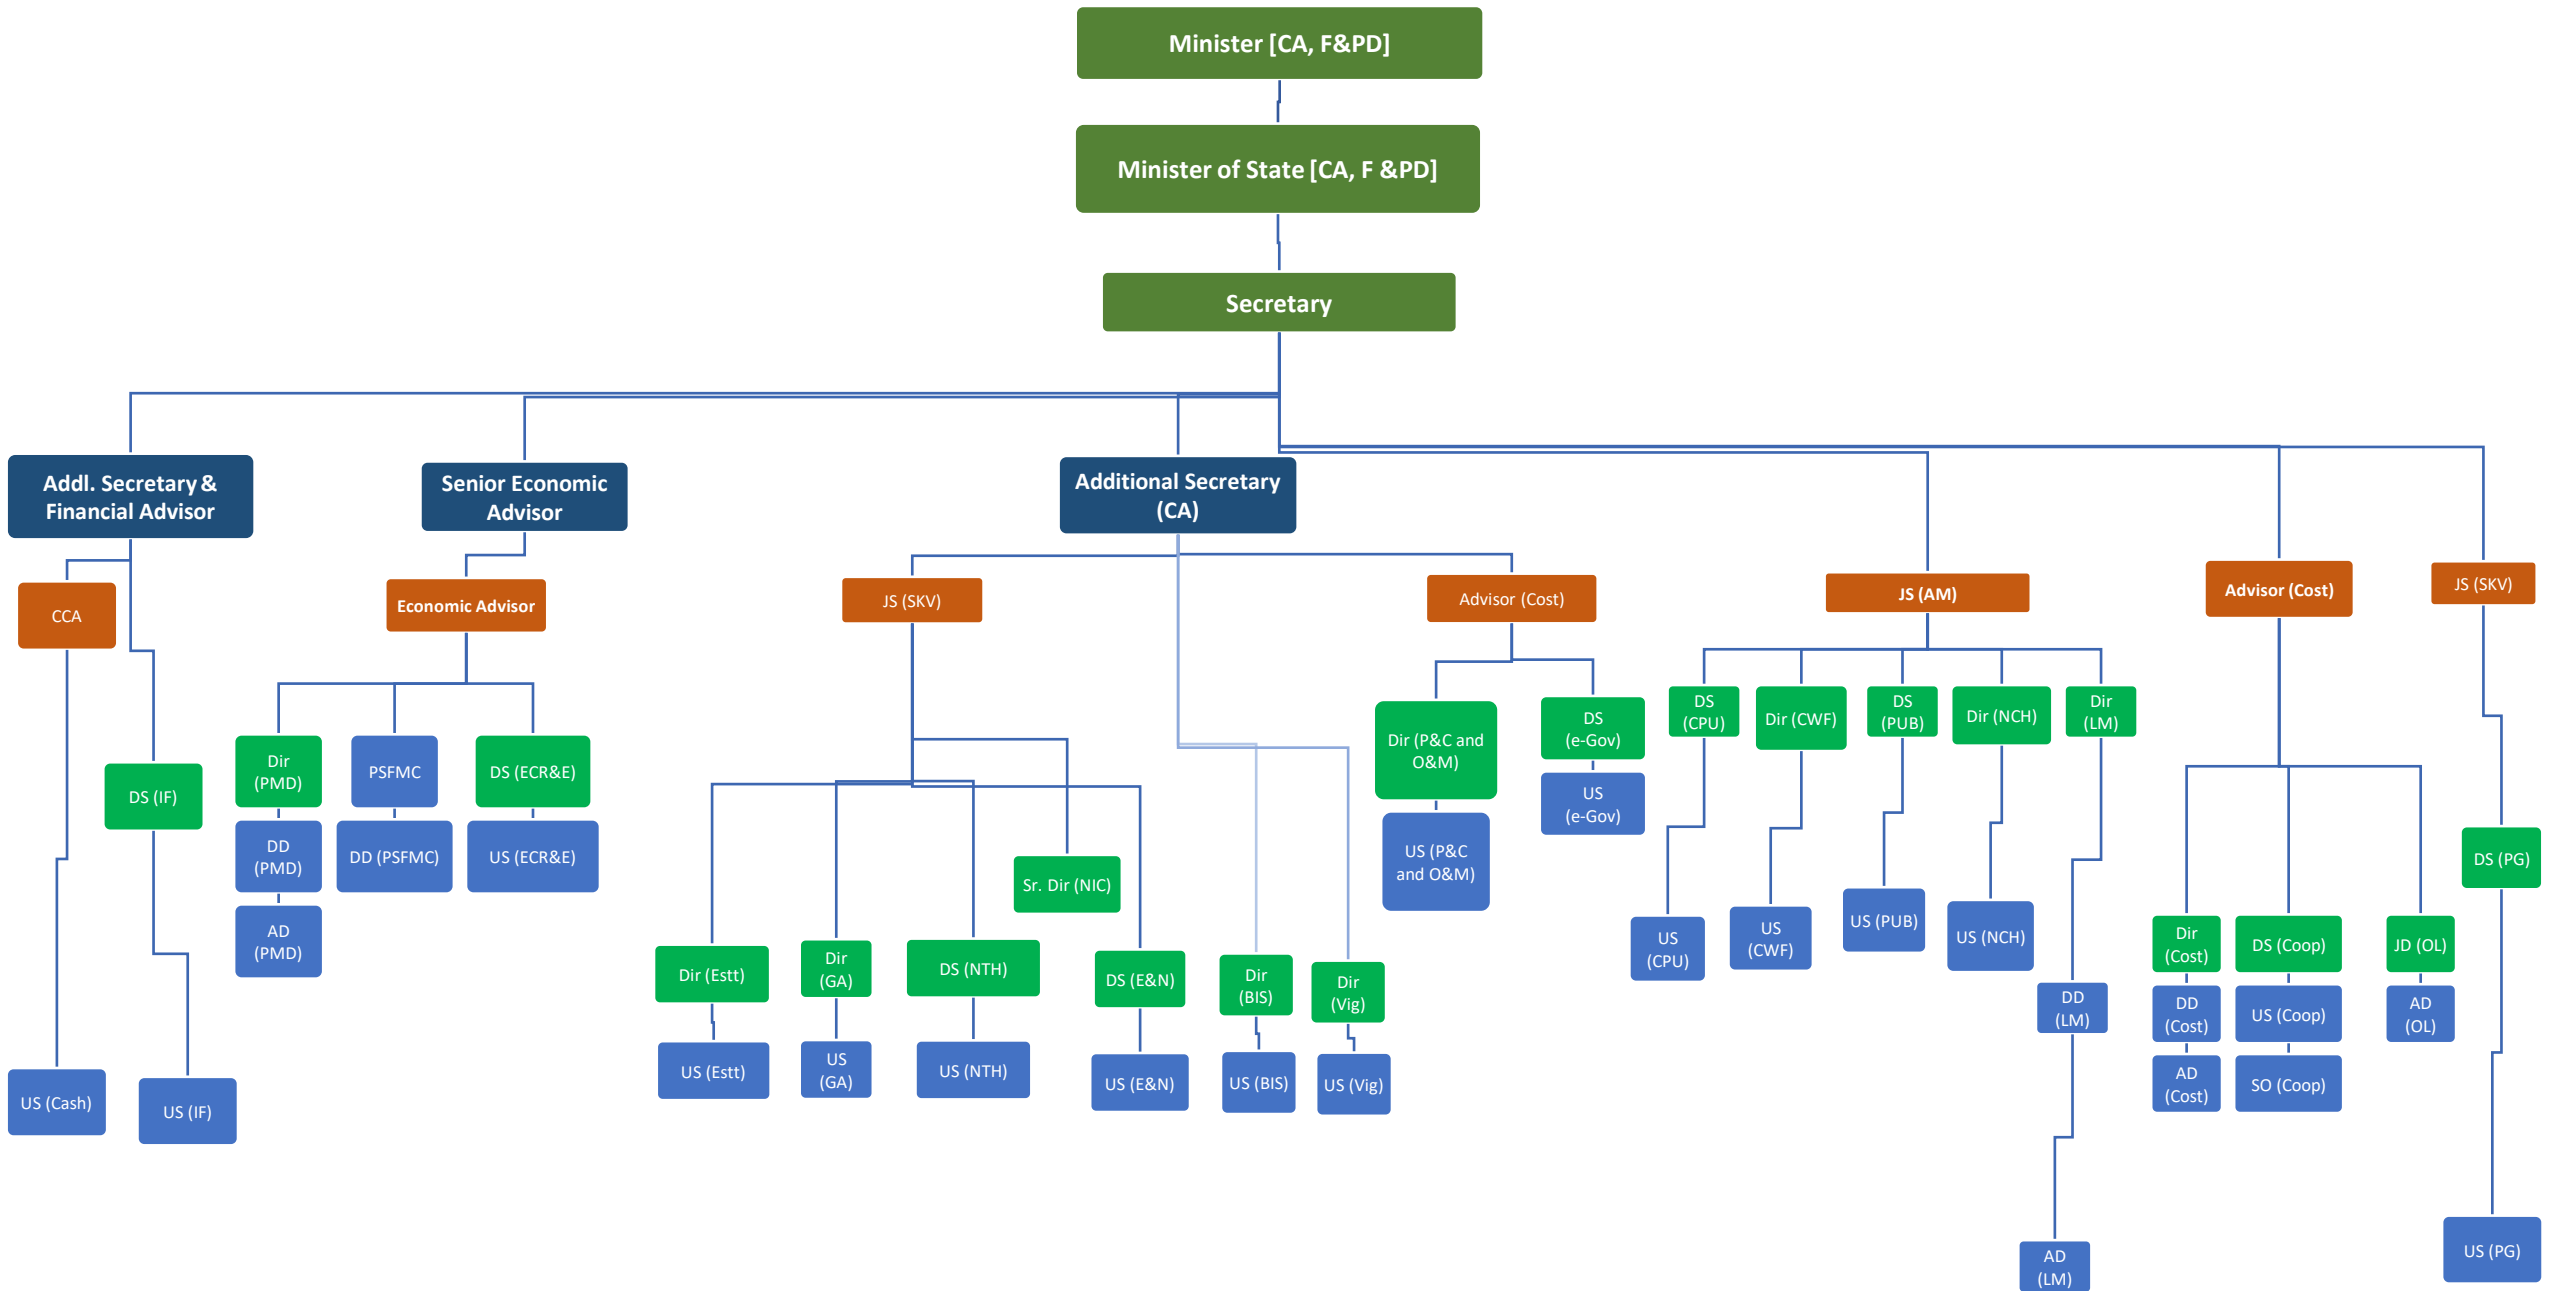 Minister [CA, F&PD]
Minister of State [CA, F &PD]
Secretary
Addl. Secretary &
Financial Advisor
Senior Economic
Advisor
Additional Secretary
(CA)
CCA
Economic Advisor
JS (SKV)
Advisor (Cost)
JS (AM)
Advisor (Cost)
JS (SKV)
DS (IF)
US (Cash)
US (IF)
Dir
(PMD)
PSFMC
DS (ECR&E)
DD
(PMD)
DD (PSFMC)
US (ECR&E)
AD
(PMD)
Sr. Dir (NIC)
Dir (Estt)
Dir
(GA)
DS (NTH)
DS (E&N)
Dir
(BIS)
Dir
(Vig)
US (Estt)
US
(GA)
US (NTH)
US (E&N)
US (BIS)
US (Vig)
Dir (P&C and
O&M)
DS
(e-Gov)
US (P&C
and O&M)
US
(e-Gov)
DS
(CPU)
Dir (CWF)
DS
(PUB)
Dir (NCH)
Dir
(LM)
US
(CPU)
US
(CWF)
US (PUB)
US (NCH)
DD
(LM)
AD
(LM)
Dir
(Cost)
DS (Coop)
JD (OL)
DD
(Cost)
US (Coop)
AD
(OL)
AD
(Cost)
SO (Coop)
DS (PG)
US (PG)